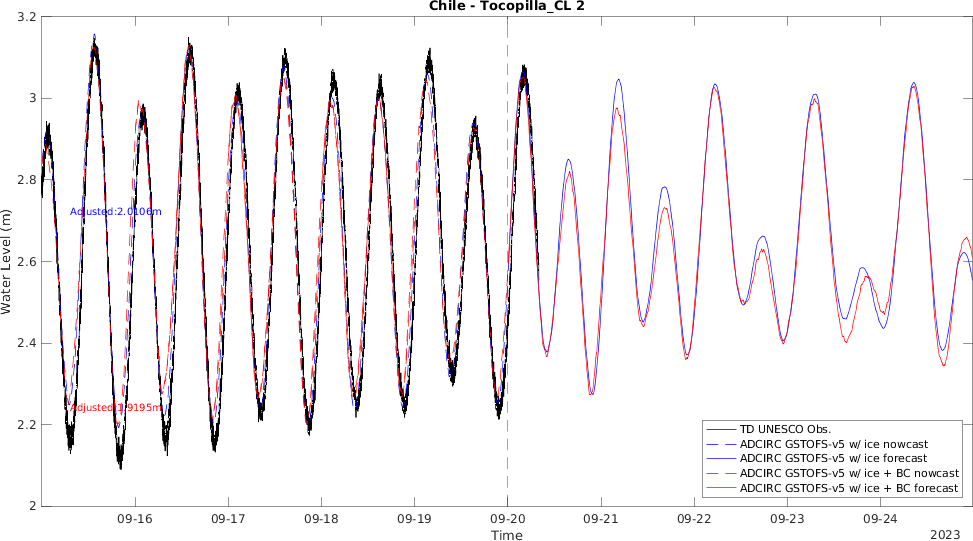 Chile - Tocopilla_CL 2
3.2
3
2.8
2.6
2.4
2.2
2
Water Level (m)
Adjusted:2.0106m
Adjusted:1.9195m
TD UNESCO Obs.
ADCIRC GSTOFS-v5 w/ ice nowcast
ADCIRC GSTOFS-v5 w/ ice forecast
ADCIRC GSTOFS-v5 w/ ice + BC nowcast
ADCIRC GSTOFS-v5 w/ ice + BC forecast
09-16 09-17 09-18 09-19 09-20 09-21 09-22 09-23 09-24
Time
2023